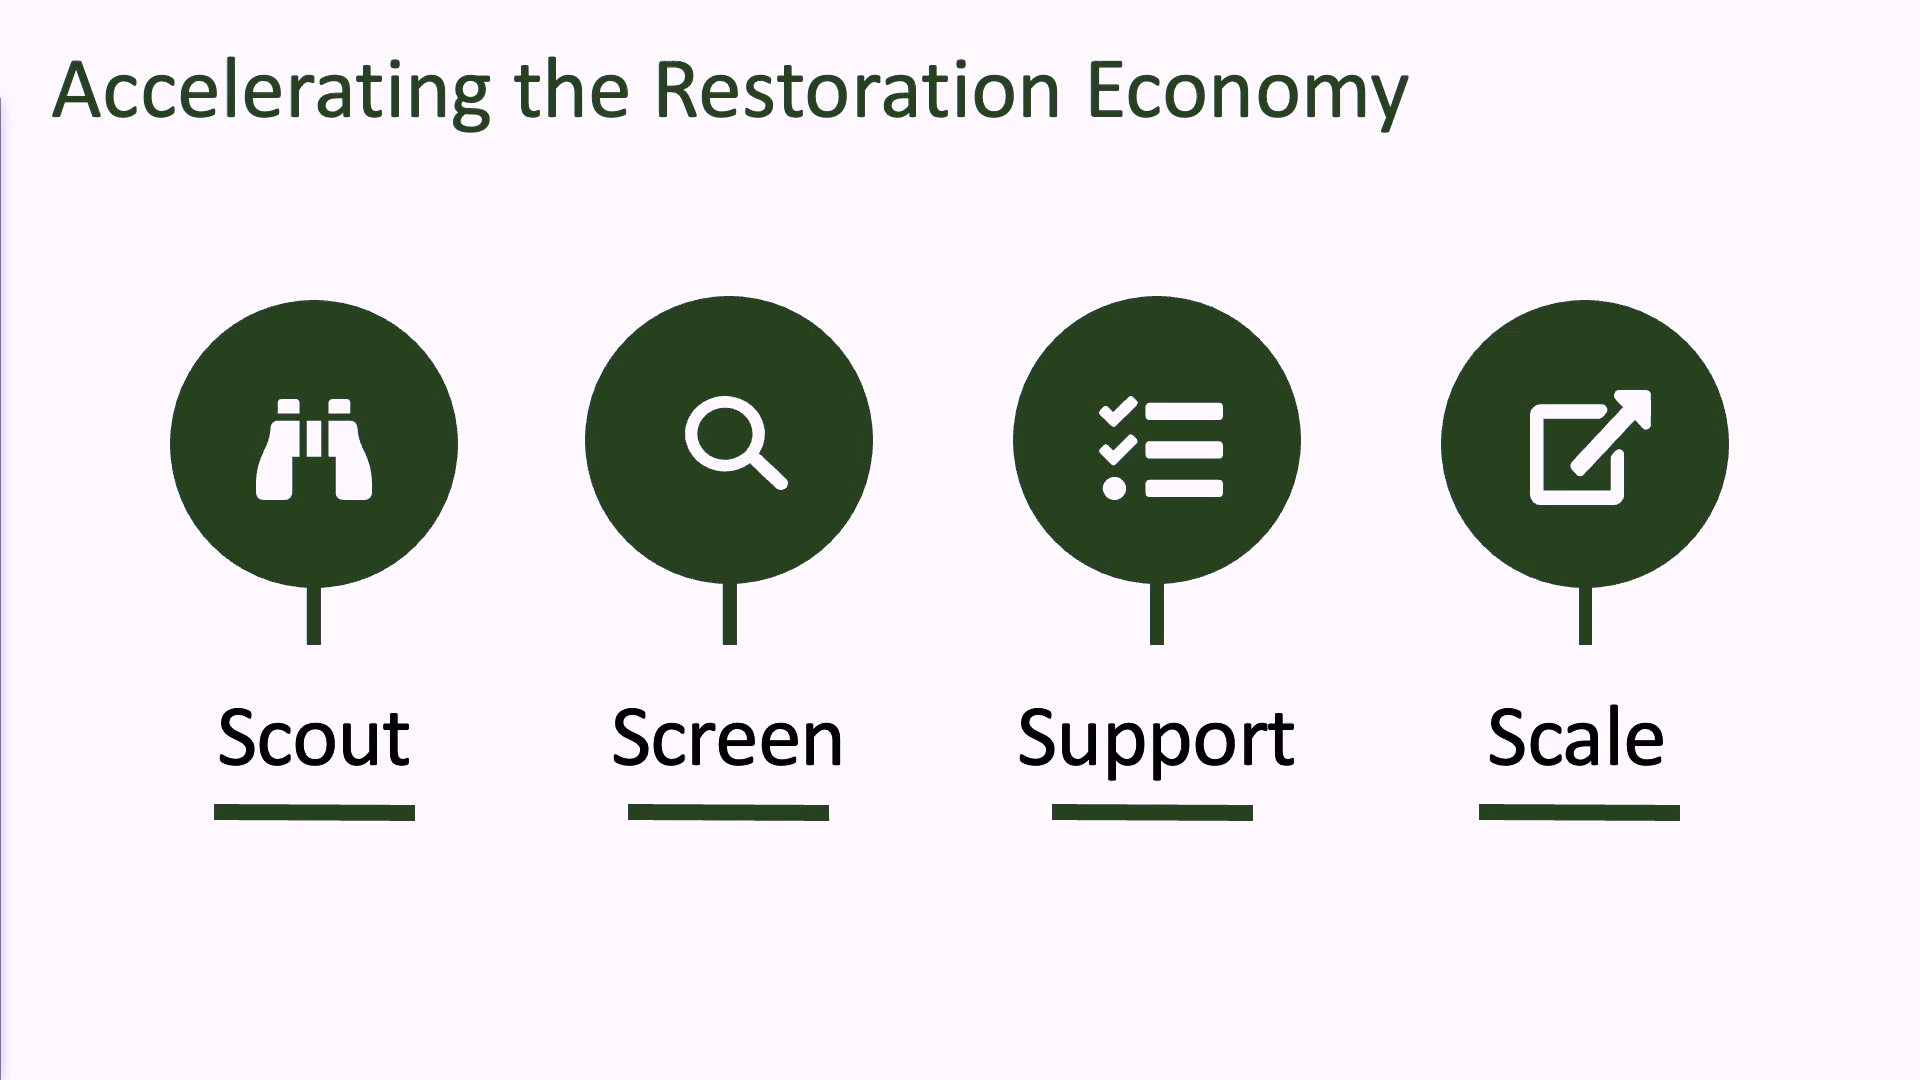 Accelerating the Restoration Economy
Scout
Screen
Support
Scale